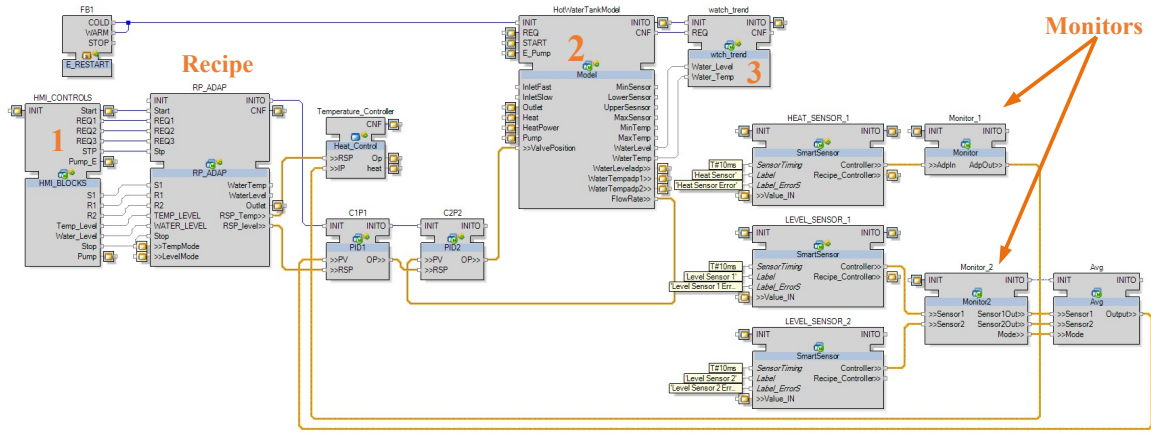 FB1
COLD
WARM
STOP
E_RESTART
Recipe
HMI_CONTROLS
INIT Start
REQ1
REQ2
REQ3
STP
Pump_E
1
HMI_BLOCKS
S1
R1
R2
Temp_Level
Water_Level
Stop
Pump
RP_ADAP
INIT INITO
Start CNF
REQ1
REQ2
REQ3
Stp
RP_ADAP
S1 WaterTemp
R1 WaterLevel
R2 Outlet
TEMP_LEVEL RSP_Temp>>
WATER_LEVEL RSP_level>>
Stop
>>TempMode
>>LevelMode
Temperature_Controller
CNF
Heat_Control
>>RSP Op
>>IP heat
C1P1
INIT INITO
PID1
>>PV OP>>
>>RSP
C2P2
INIT INITO
PID2
>>PV OP>>
>>RSP
HotWaterTankModel
INIT INITO
REQ CNF
START
E_Pump
2
Model
InletFast MinSensor
InletSlow LowerSensor
Outlet UpperSesnsor
Heat MaxSensor
HeatPower MinTemp
Pump MaxTemp
>>ValvePosition WaterLevel
WaterTemp
WaterLeveladp>>
WaterTempadp1>>
WaterTempadp2>>
FlowRate>>
watch_trend
INIT INITO
REQ CNF
wtch_trend
Water_Level
Water_Temp
3
Monitors
HEAT_SENSOR_1
INIT INITO
SmartSensor
T#10ms SensorTiming Controller>>
'Heat Sensor' Label Recipe_Controller>>
'Heat Sensor Error' Label_ErrorS
>>Value_IN
Monitor_1
INIT INITO
Monitor
>>AdpIn AdpOut>>
LEVEL_SENSOR_1
INIT INITO
SmartSensor
T#10ms SensorTiming Controller>>
'Level Sensor 1' Label Recipe_Controller>>
'Level Sensor 1 Err.. Label_ErrorS
>>Value_IN
LEVEL_SENSOR_2
INIT INITO
SmartSensor
T#10ms SensorTiming Controller>>
'Level Sensor 2' Label Recipe_Controller>>
'Level Sensor 2 Err.. Label_ErrorS
>>Value_IN
Monitor_2
INIT INITO
Monitor2
>>Sensor1 Sensor1Out>>
>>Sensor2 Sensor2Out>>
Mode>>
Avg
INIT INITO
Avg
>>Sensor1 Output>>
>>Sensor2
>>Mode